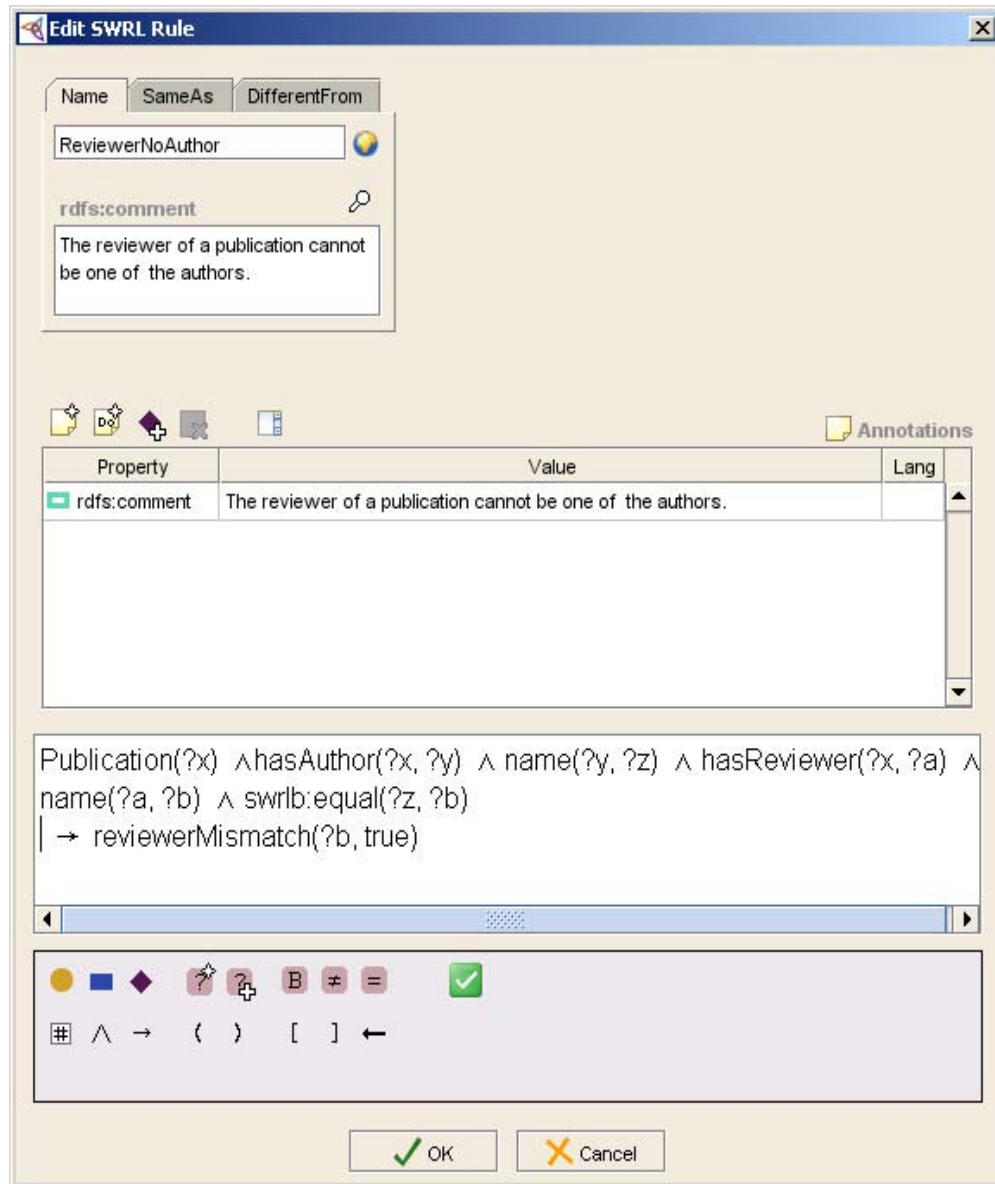 Edit SWRL Rule
Name SameAs DifferentFrom
ReviewerNoAuthor
rdfs:comment
The reviewer of a publication cannot
be one of the authors.
Annotations
Property Value Lang
rdfs:comment The reviewer of a publication cannot be one of the authors.
Publication(?x) ∧hasAuthor(?x, ?y) ∧ name(?y, ?z) ∧ hasReviewer(?x, ?a) ∧
name(?a, ?b) ∧ swrlb:equal(?z, ?b)
→ reviewerMismatch(?b, true)
? ? B ≠ =
# ∧ → ( ) [ ] ←
OK Cancel